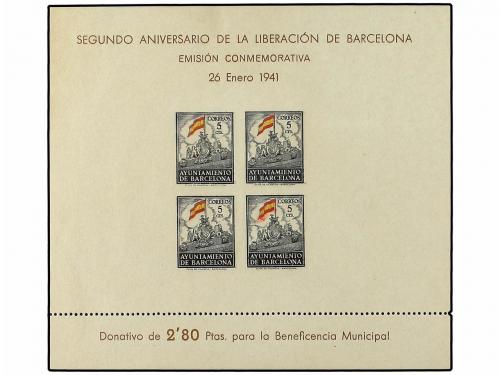 SEGUNDO ANIVERSARIO DE LA LIBERACIÓN DE BARCELONA
EMISIÓN CONMEMORATIVA
26 Enero 1941
CORREOS CORREOS
5 5
CTS. CTS.
AYUNTAMIENTO AYUNTAMIENTO
DE BARCELONA DE BARCELONA
CORREOS CORREOS
5 5
CTS. CTS.
AYUNTAMIENTO AYUNTAMIENTO
DE BARCELONA DE BARCELONA
Donativo de 2'80 Ptas. para la Beneficencia Municipal